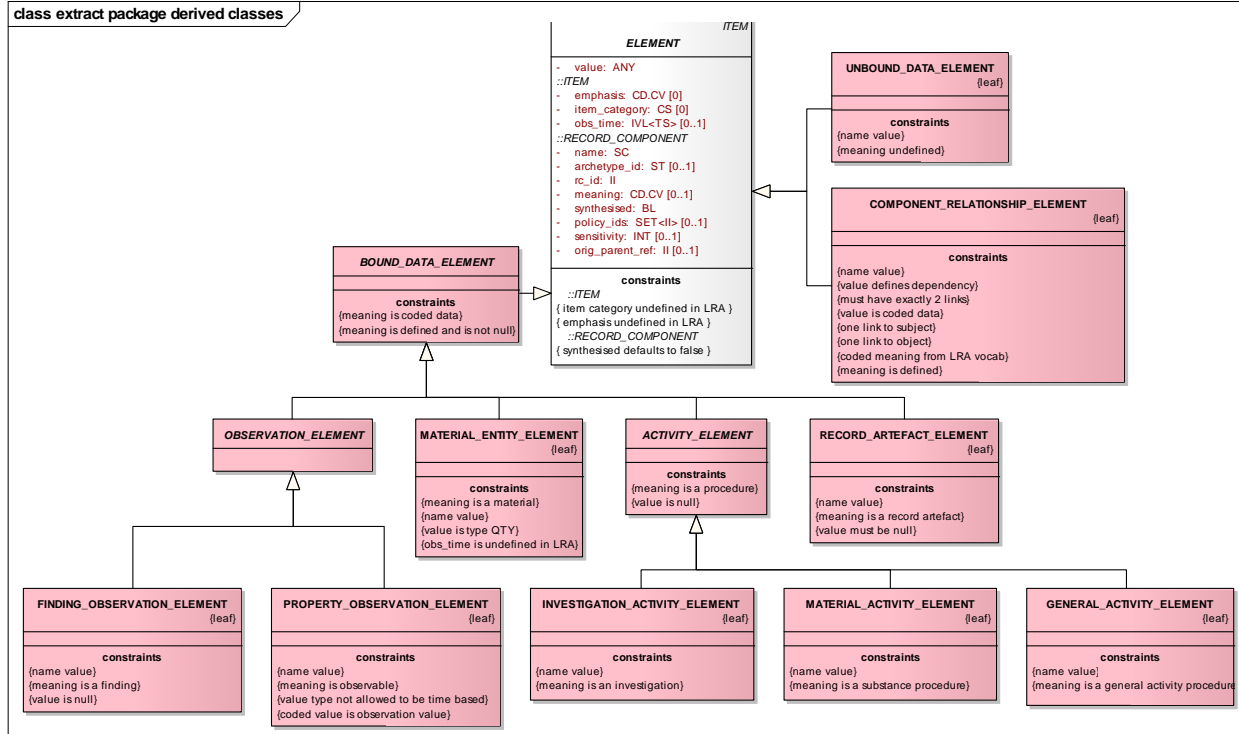 class extract package derived classes
ITEM
ELEMENT
- value: ANY
::ITEM
- emphasis: CD.CV [0]
- item_category: CS [0]
- obs_time: IVL<TS> [0..1]
::RECORD_COMPONENT
- name: SC
- archetype_id: ST [0..1]
- rc_id: II
- meaning: CD.CV [0..1]
- synthesised: BL
- policy_ids: SET<II> [0..1]
- sensitivity: INT [0..1]
- orig_parent_ref: II [0..1]
constraints
::ITEM
{ item category undefined in LRA }
{ emphasis undefined in LRA }
::RECORD_COMPONENT
{ synthesised defaults to false }
UNBOUND_DATA_ELEMENT
{leaf}
constraints
{name value}
{meaning undefined}
COMPONENT_RELATIONSHIP_ELEMENT
{leaf}
constraints
{name value}
{value defines dependency}
{must have exactly 2 links}
{value is coded data}
{one link to subject}
{one link to object}
{coded meaning from LRA vocab}
{meaning is defined}
BOUND_DATA_ELEMENT
constraints
{meaning is coded data}
{meaning is defined and is not null}
OBSERVATION_ELEMENT
MATERIAL_ENTITY_ELEMENT
{leaf}
constraints
{meaning is a material}
{name value}
{value is type QTY}
{obs_time is undefined in LRA}
ACTIVITY_ELEMENT
constraints
{meaning is a procedure}
{value is null}
RECORD_ARTEFACT_ELEMENT
{leaf}
constraints
{name value}
{meaning is a record artefact}
{value must be null}
FINDING_OBSERVATION_ELEMENT
{leaf}
constraints
{name value}
{meaning is a finding}
{value is null}
PROPERTY_OBSERVATION_ELEMENT
{leaf}
constraints
{name value}
{meaning is observable}
{value type not allowed to be time based}
{coded value is observation value}
INVESTIGATION_ACTIVITY_ELEMENT
{leaf}
constraints
{name value}
{meaning is an investigation}
MATERIAL_ACTIVITY_ELEMENT
{leaf}
constraints
{name value}
{meaning is a substance procedure}
GENERAL_ACTIVITY_ELEMENT
{leaf}
constraints
{name value}
{meaning is a general activity procedure